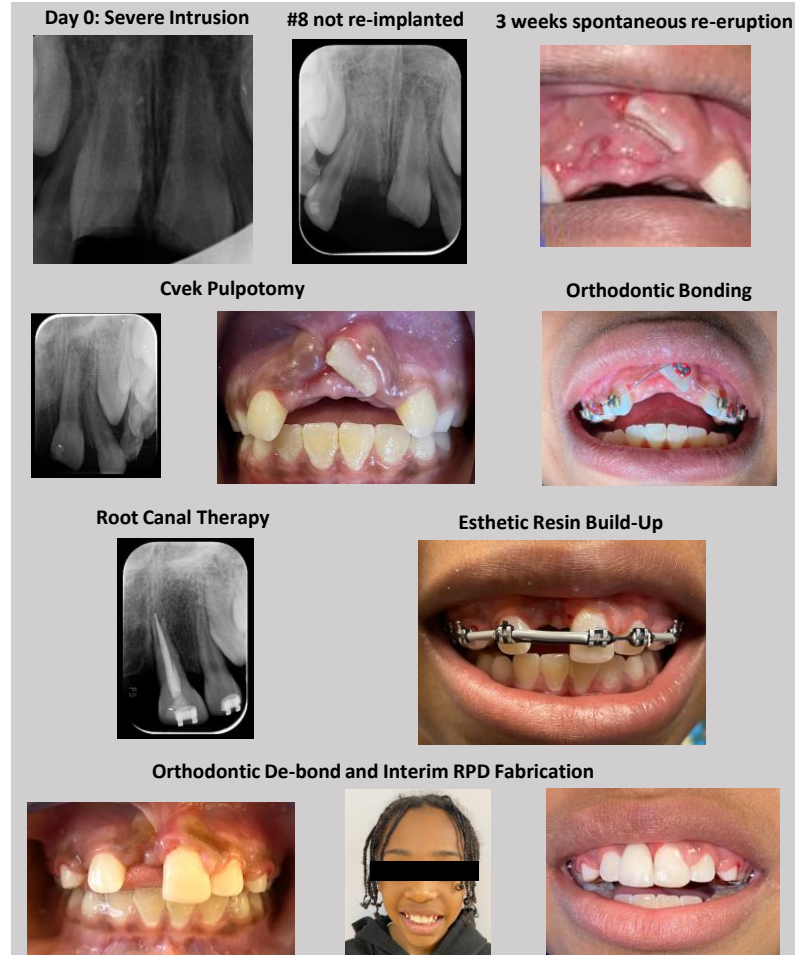 Day 0: Severe Intrusion
#8 not re-implanted
3 weeks spontaneous re-eruption
Cvek Pulpotomy
Orthodontic Bonding
Root Canal Therapy
Esthetic Resin Build-Up
Orthodontic De-bond and Interim RPD Fabrication